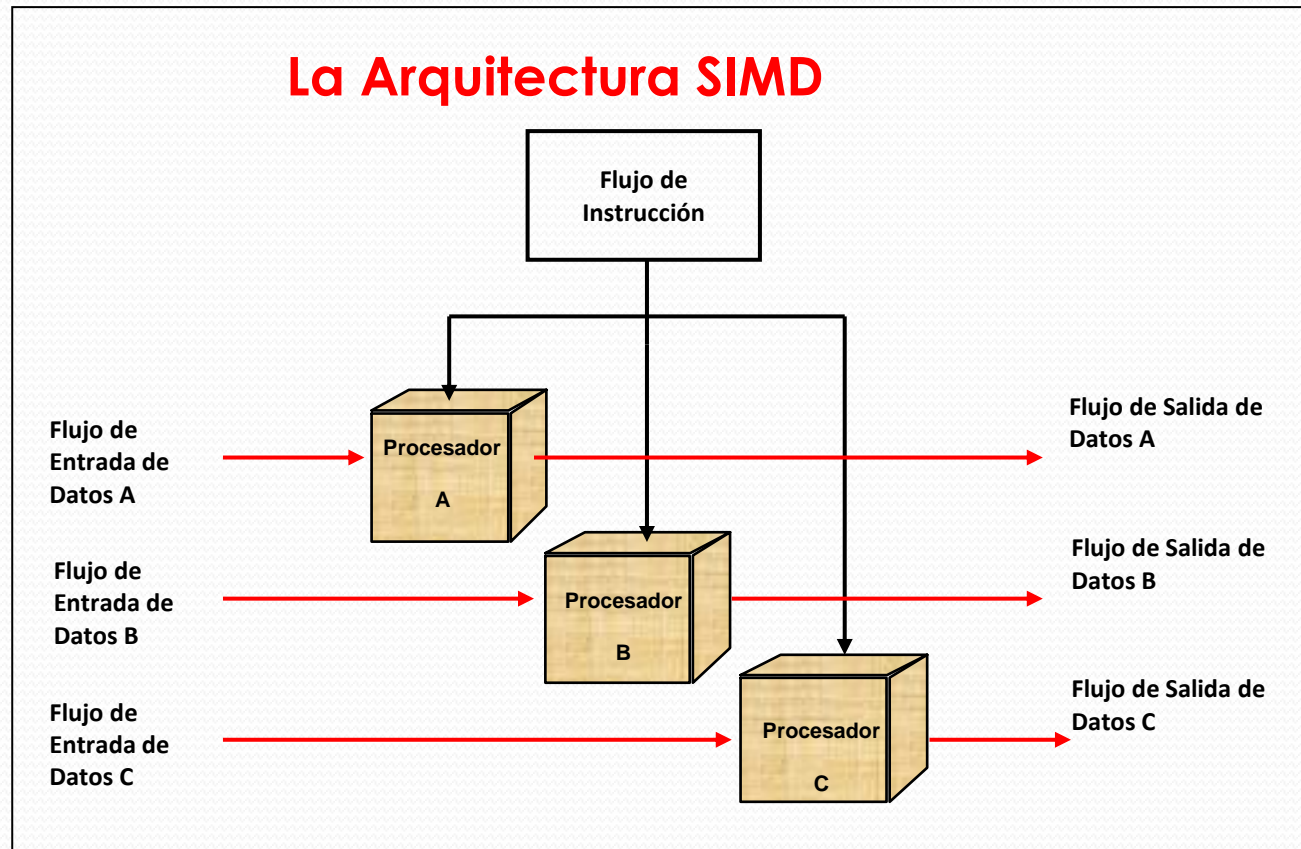 La Arquitectura SIMD
Flujo de
Instrucción
Flujo de
Entrada de
Datos A
Procesador
A
Flujo de Salida de
Datos A
Flujo de
Entrada de
Datos B
Procesador
B
Flujo de Salida de
Datos B
Flujo de
Entrada de
Datos C
Procesador
C
Flujo de Salida de
Datos C